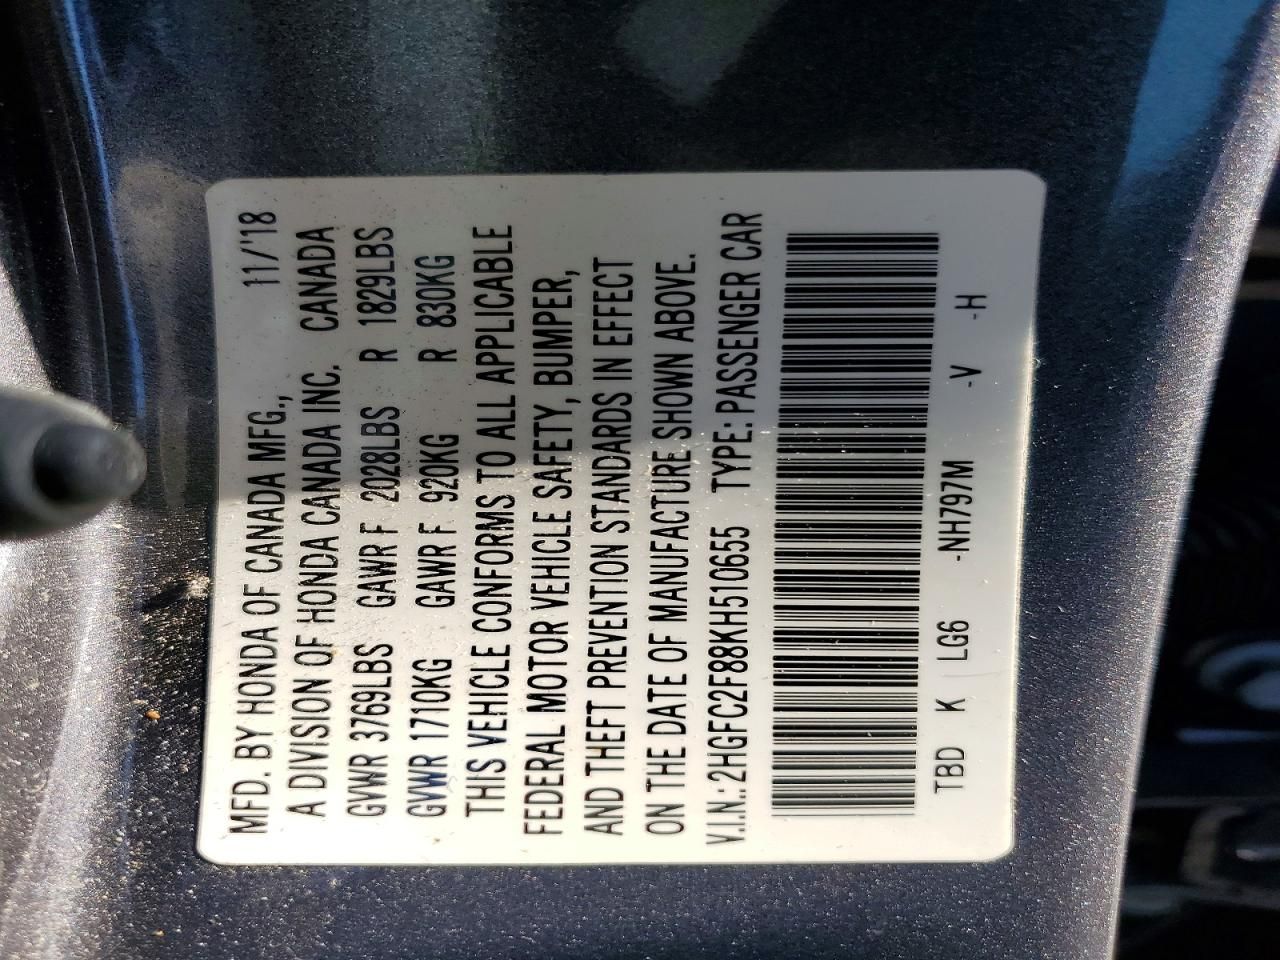 MFD. BY HONDA OF CANADA MFG., 11/'18
A DIVISION OF HONDA CANADA INC. CANADA
GVWR 3769LBS GAWR F 2028LBS R 1829LBS
GVWR 1710KG GAWR F 920KG R 830KG
THIS VEHICLE CONFORMS TO ALL APPLICABLE
FEDERAL MOTOR VEHICLE SAFETY, BUMPER,
AND THEFT PREVENTION STANDARDS IN EFFECT
ON THE DATE OF MANUFACTURE SHOWN ABOVE.
V.I.N.: 2HGFC2F88KH510655 TYPE: PASSENGER CAR
TBD K LG6 -NH797M -V -H